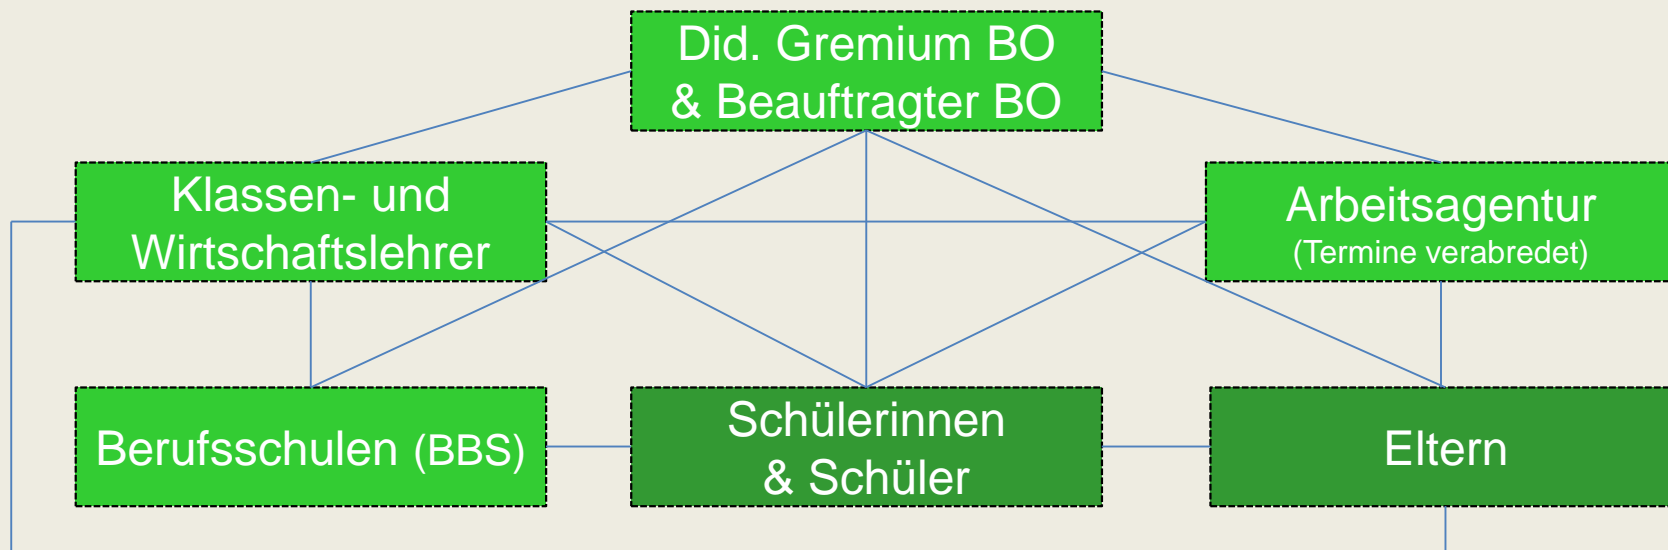 Did. Gremium BO
& Beauftragter BO
Klassen- und
Wirtschaftslehrer
Arbeitsagentur
(Termine verabredet)
Berufsschulen (BBS)
Schülerinnen
& Schüler
Eltern